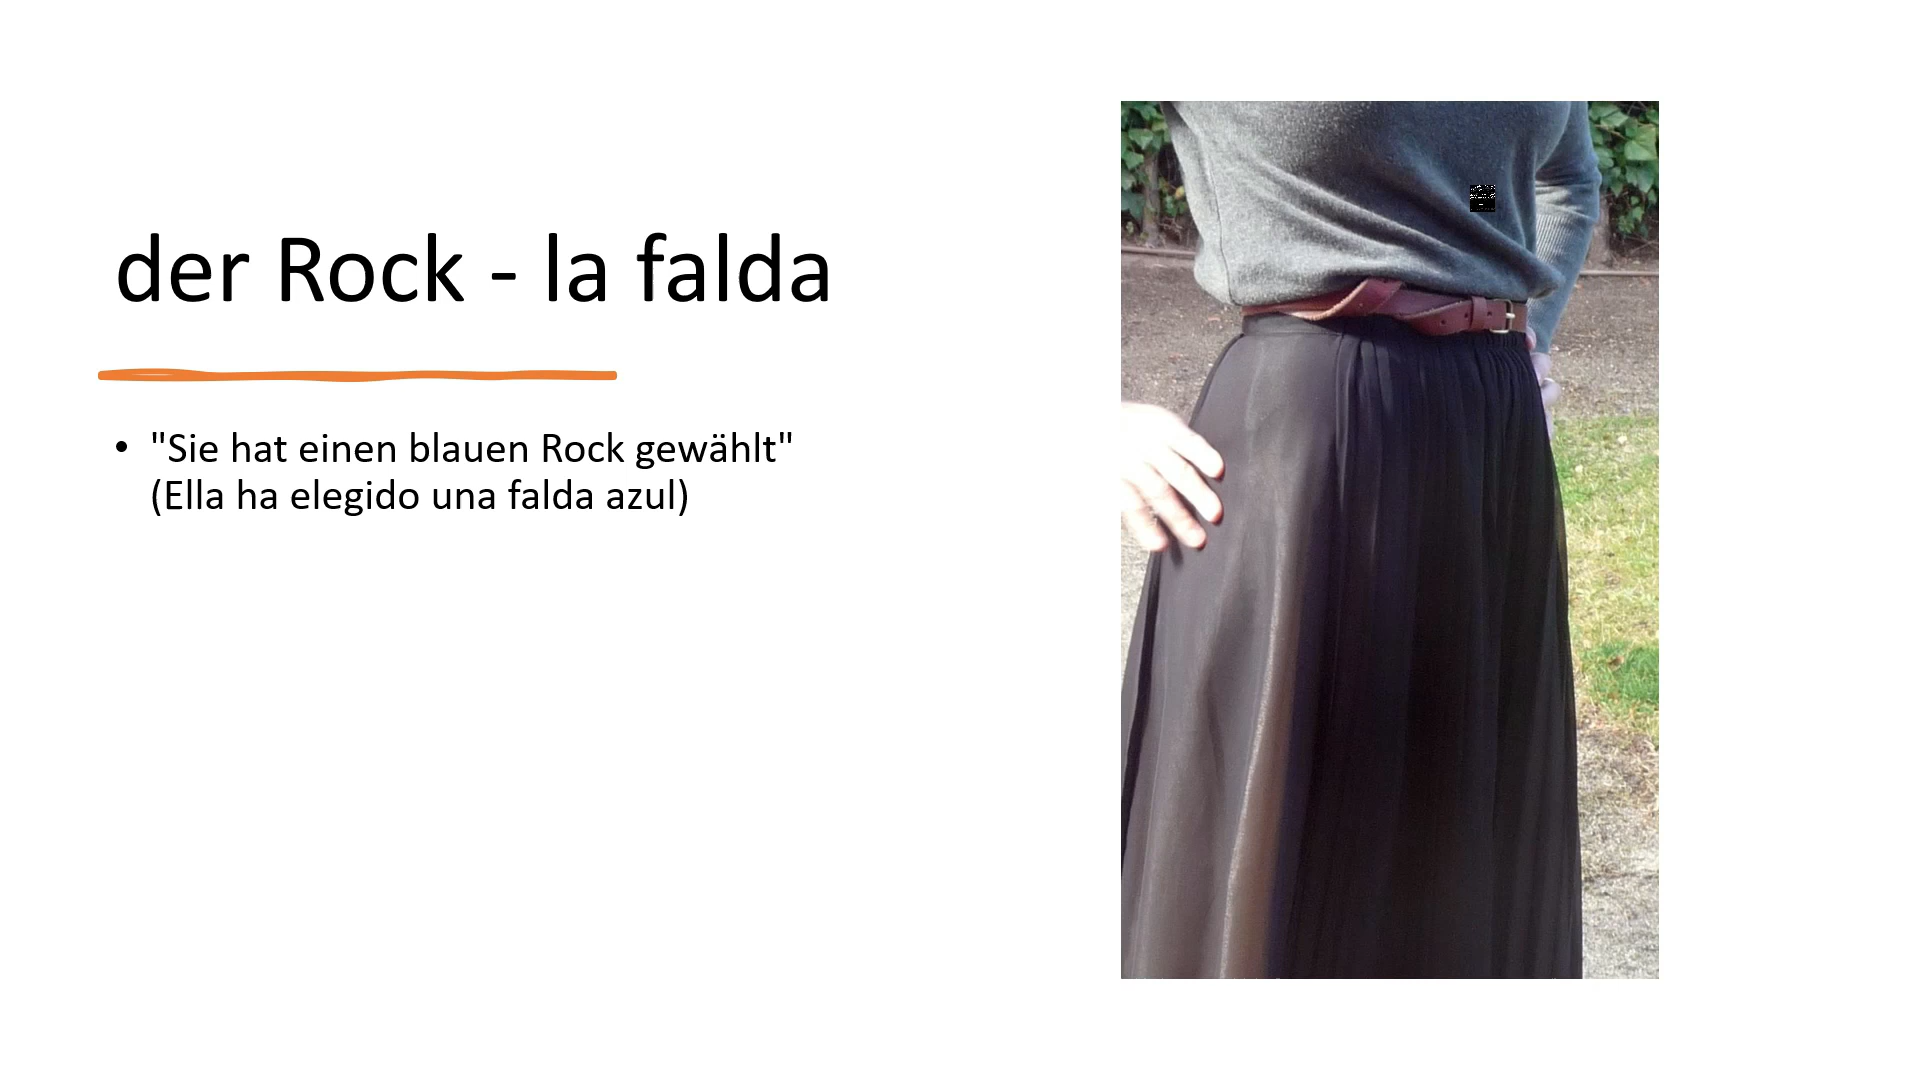 der Rock - la falda
• "Sie hat einen blauen Rock gewählt"
(Ella ha elegido una falda azul)